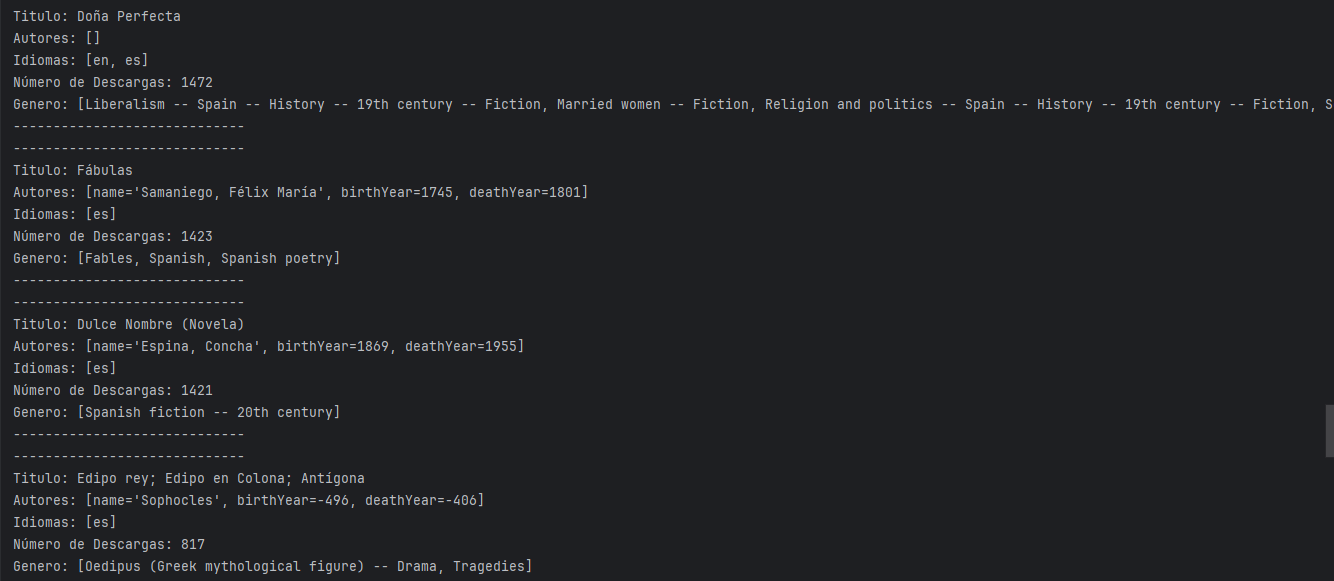 Titulo: Doña Perfecta
Autores: []
Idiomas: [en, es]
Número de Descargas: 1472
Genero: [Liberalism -- Spain -- History -- 19th century -- Fiction, Married women -- Fiction, Religion and politics -- Spain -- History -- 19th century -- Fiction, S
-----------------------------
-----------------------------
Titulo: Fábulas
Autores: [name='Samaniego, Félix María', birthYear=1745, deathYear=1801]
Idiomas: [es]
Número de Descargas: 1423
Genero: [Fables, Spanish, Spanish poetry]
-----------------------------
-----------------------------
Titulo: Dulce Nombre (Novela)
Autores: [name='Espina, Concha', birthYear=1869, deathYear=1955]
Idiomas: [es]
Número de Descargas: 1421
Genero: [Spanish fiction -- 20th century]
-----------------------------
-----------------------------
Titulo: Edipo rey; Edipo en Colona; Antígona
Autores: [name='Sophocles', birthYear=-496, deathYear=-406]
Idiomas: [es]
Número de Descargas: 817
Genero: [Oedipus (Greek mythological figure) -- Drama, Tragedies]